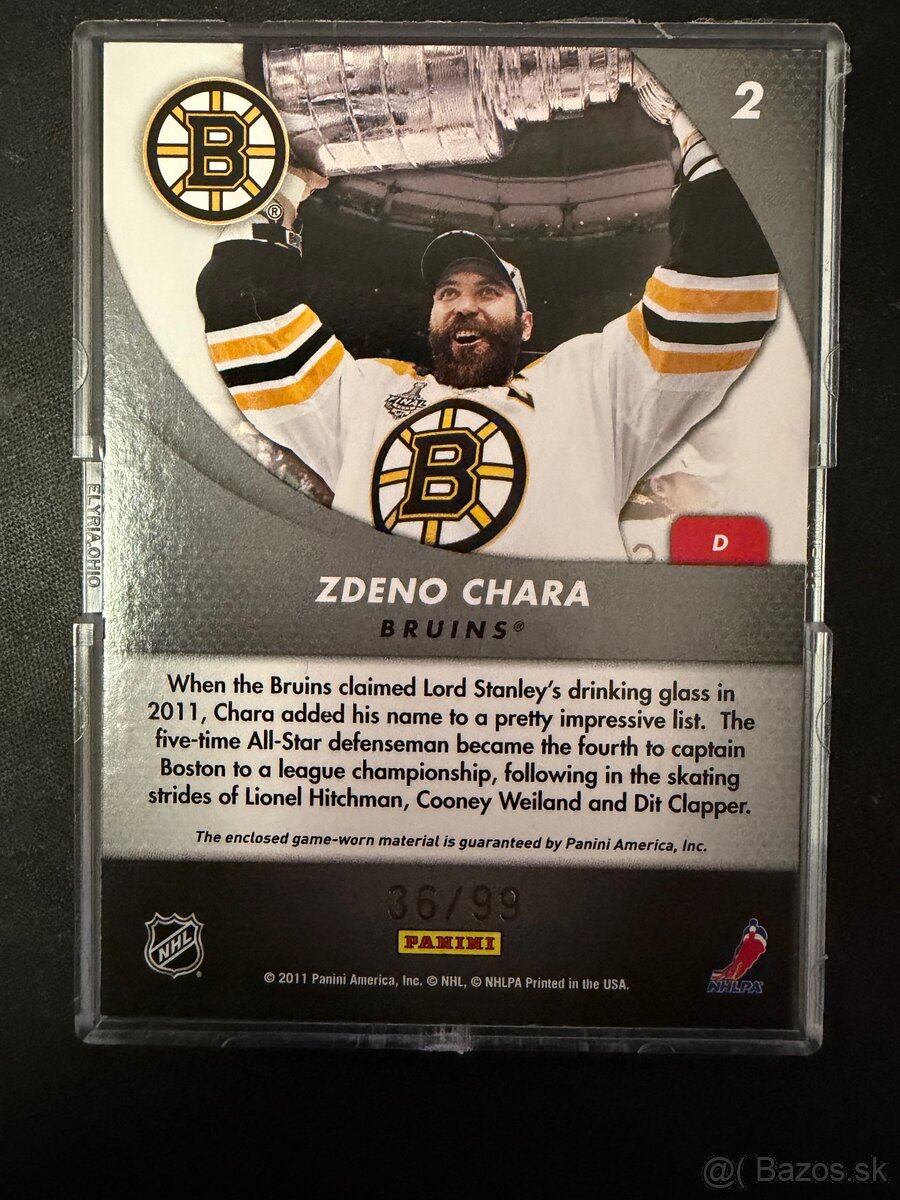 2
B
®
FINAL
B
D
ELYRIA, OHIO
ZDENO CHARA
BRUINS®
When the Bruins claimed Lord Stanley's drinking glass in
2011, Chara added his name to a pretty impressive list. The
five-time All-Star defenseman became the fourth to captain
Boston to a league championship, following in the skating
strides of Lionel Hitchman, Cooney Weiland and Dit Clapper.
The enclosed game-worn material is guaranteed by Panini America, Inc.
36/99
PANINI
NHL
®
NHLPA
© 2011 Panini America, Inc. © NHL, © NHLPA Printed in the USA.
@( Bazos.sk